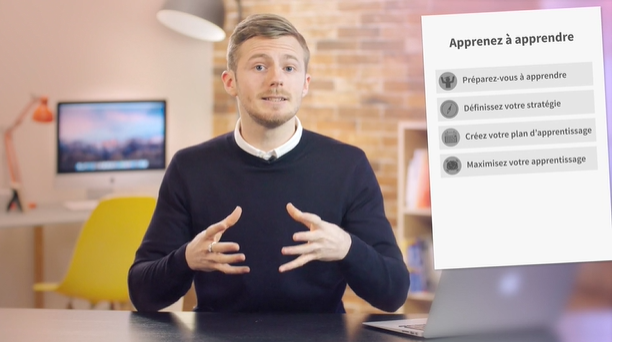 Apprenez à apprendre
Préparez-vous à apprendre
Définissez votre stratégie
Créez votre plan d'apprentissage
Maximisez votre apprentissage